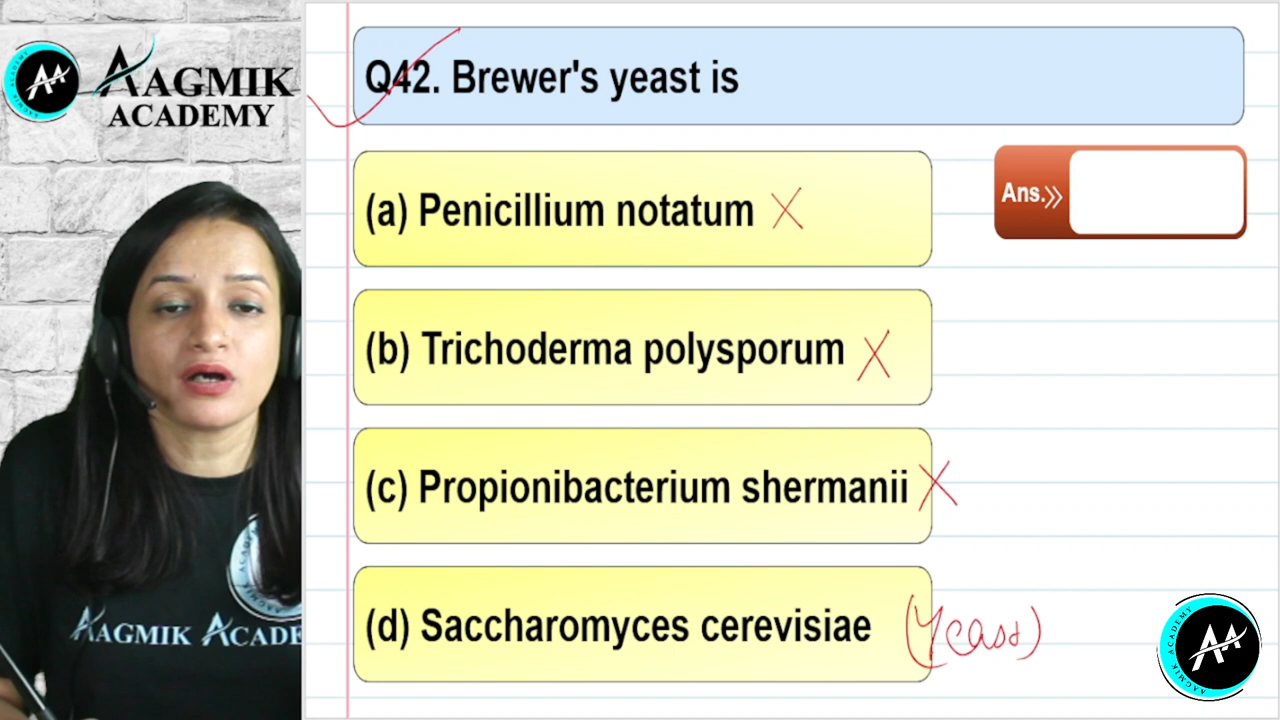 AAGMIK
ACADEMY
Q42. Brewer's yeast is
(a) Penicillium notatum
Ans.
(b) Trichoderma polysporum
(c) Propionibacterium shermanii
(d) Saccharomyces cerevisiae (Yeast)
AAGMIK ACADE